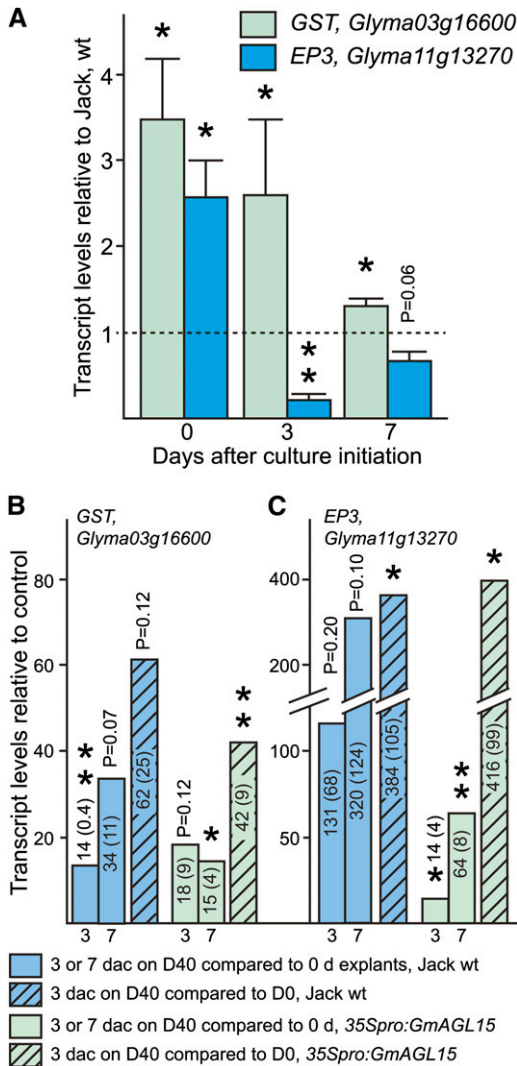 A
GST, Glyma03g16600
EP3, Glyma11g13270
Transcript levels relative to Jack, wt
4
3
2
1
*
*
*
*
*
*
P=0.06
0
3
7
Days after culture initiation
B
GST,
Glyma03g16600
Transcript levels relative to control
80
60
40
20
*
*
14 (0.4)
P=0.07
34 (11)
P=0.12
62 (25)
P=0.12
18 (9)
*
15 (4)
*
*
42 (9)
3
7
3
7
C
EP3,
Glyma11g13270
400
200
100
50
P=0.20
131 (68)
P=0.10
320 (124)
*
384 (105)
14 (4)
*
*
*
64 (8)
*
416 (99)
3
7
3
7
3 or 7 dac on D40 compared to 0 d explants, Jack wt
3 dac on D40 compared to D0, Jack wt
3 or 7 dac on D40 compared to 0 d, 35Spro:GmAGL15
3 dac on D40 compared to D0, 35Spro:GmAGL15